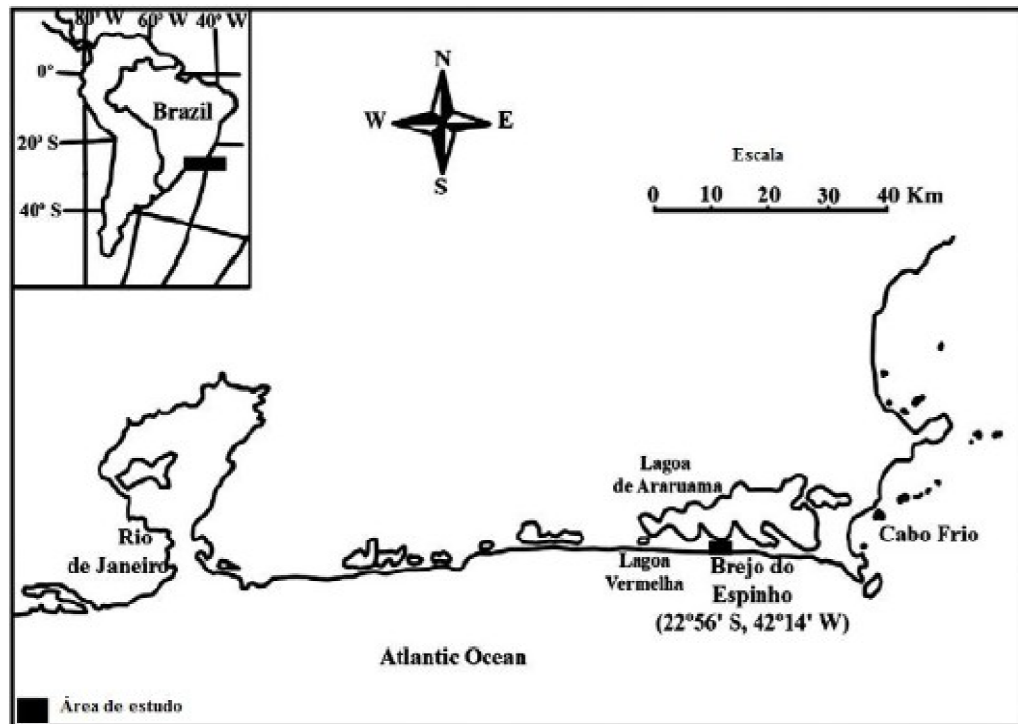 80° W 60° W 40° W
0°
Brazil
20° S
40° S
N
W E
S
Escala
0 10 20 30 40 Km
Lagoa
de Araruama
Rio
de Janeiro
Cabo Frio
Lagoa
Vermelha
Brejo do
Espinho
(22°56' S, 42°14' W)
Atlantic Ocean
Área de estudo